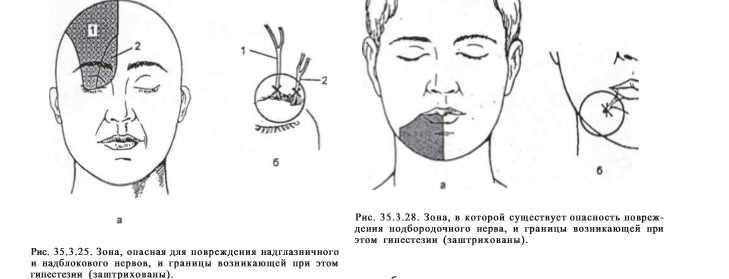 1
2
а
1
2
б
Рис. 35.3.25. Зона, опасная для повреждения надглазничного
и надблокового нервов, и границы возникающей при этом
гипестезии (заштрихованы).
а
б
Рис. 35.3.28. Зона, в которой существует опасность повреж-
дения подбородочного нерва, и границы возникающей при
этом гипестезии (заштрихованы).